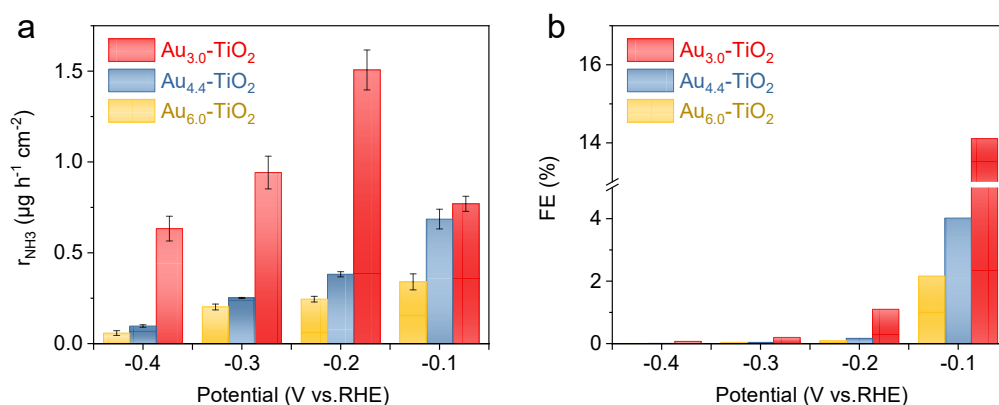 a
Au3.0-TiO2
Au4.4-TiO2
Au6.0-TiO2
rNH3 (μg h-1 cm-2)
1.5
1.0
0.5
0.0
-0.4 -0.3 -0.2 -0.1
Potential (V vs.RHE)
b
Au3.0-TiO2
Au4.4-TiO2
Au6.0-TiO2
FE (%)
16
14
4
2
0
-0.4 -0.3 -0.2 -0.1
Potential (V vs.RHE)